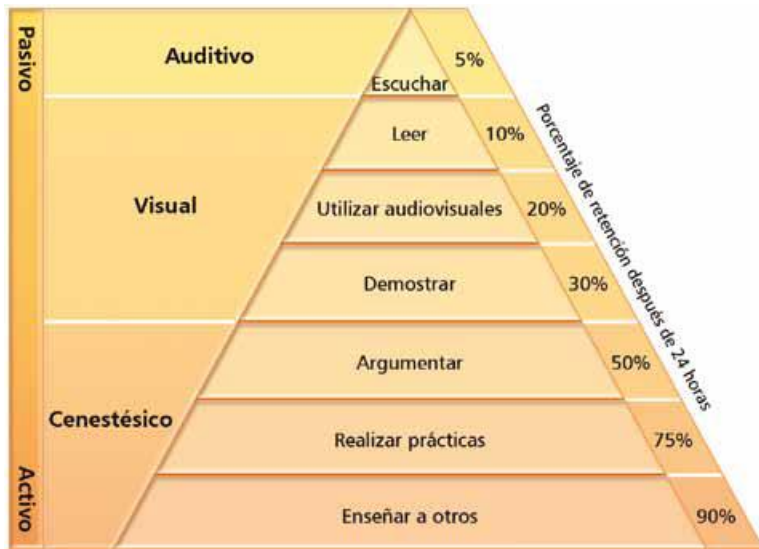 Pasivo
Auditivo
Escuchar
5%
Leer
10%
Visual
Utilizar audiovisuales
20%
Demostrar
30%
Porcentaje de retención después de 24 horas
Argumentar
50%
Cenestésico
Realizar prácticas
75%
Activo
Enseñar a otros
90%